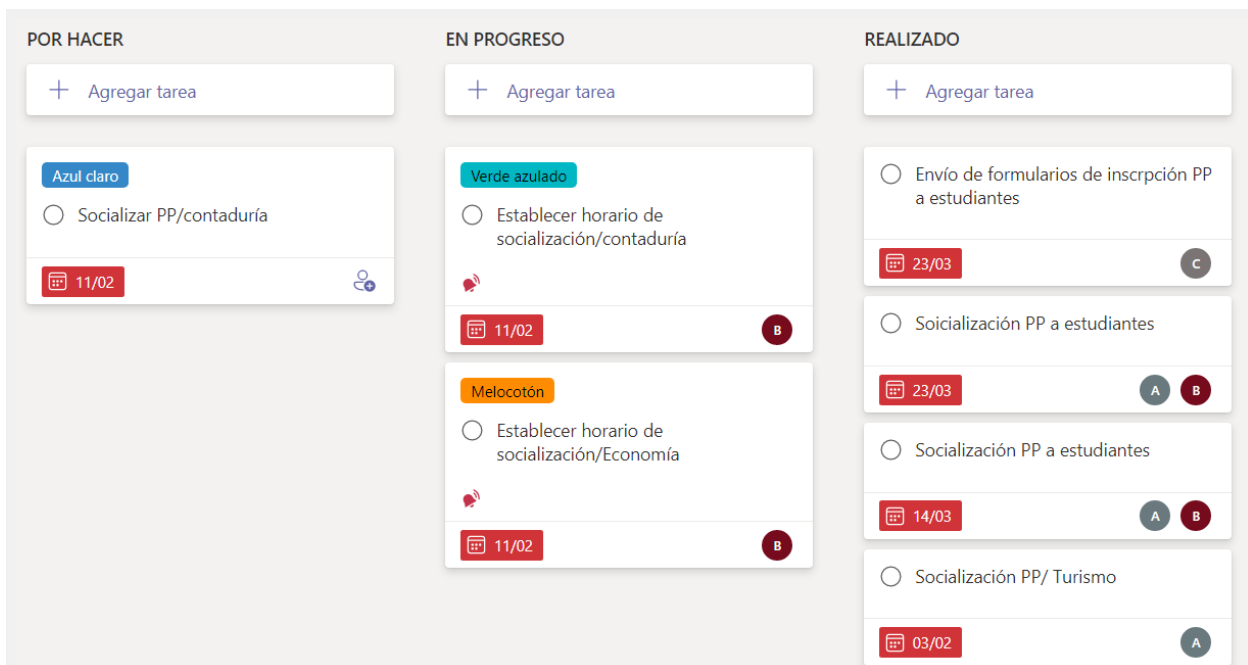 POR HACER
Agregar tarea
Azul claro
Socializar PP/contaduría
11/02
EN PROGRESO
Agregar tarea
Verde azulado
Establecer horario de
socialización/contaduría
11/02
B
Melocotón
Establecer horario de
socialización/Economía
11/02
B
REALIZADO
Agregar tarea
Envío de formularios de inscrpción PP
a estudiantes
23/03
C
Soicialización PP a estudiantes
23/03
A B
Socialización PP a estudiantes
14/03
A B
Socialización PP/ Turismo
03/02
A